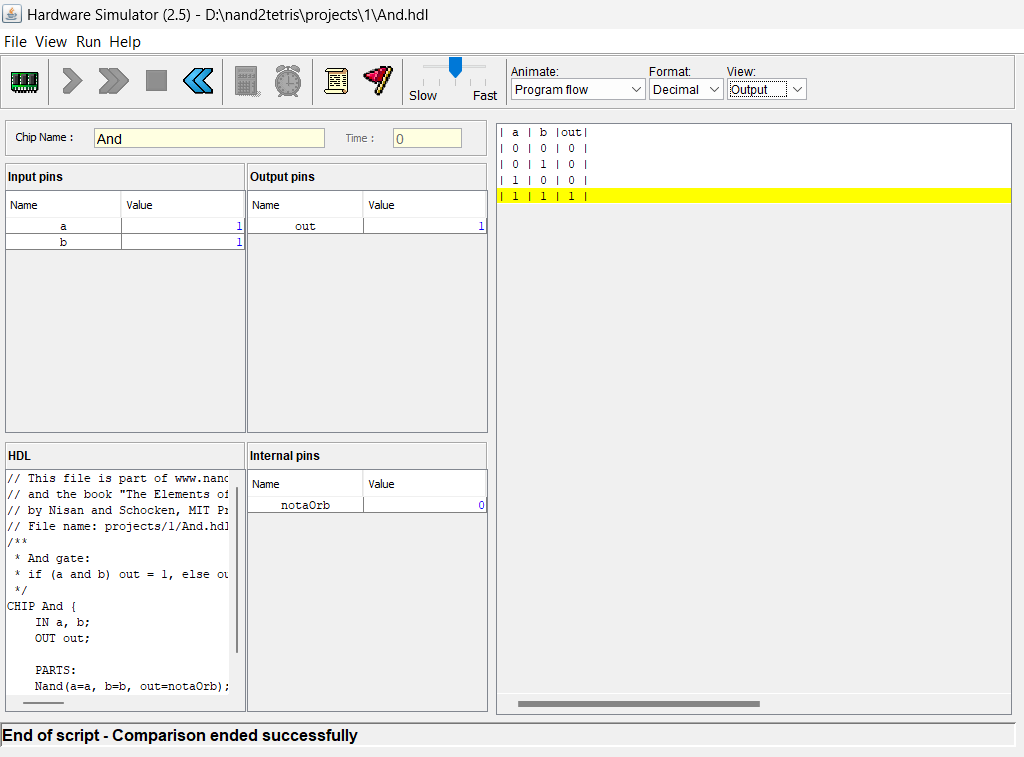 Hardware Simulator (2.5) - D:\nand2tetris\projects\1\And.hdl
File View Run Help
Slow Fast
Animate: Format: View:
Program flow Decimal Output
Chip Name : And Time : 0
Input pins
Name Value
a 1
b 1
Output pins
Name Value
out 1
| a | b |out|
| 0 | 0 | 0 |
| 0 | 1 | 0 |
| 1 | 0 | 0 |
| 1 | 1 | 1 |
HDL
// This file is part of www.nand
// and the book "The Elements of
// by Nisan and Schocken, MIT Pr
// File name: projects/1/And.hdl
/**
* And gate:
* if (a and b) out = 1, else ou
*/
CHIP And {
IN a, b;
OUT out;
PARTS:
Nand(a=a, b=b, out=notaOrb);
Internal pins
Name Value
notaOrb 0
End of script - Comparison ended successfully